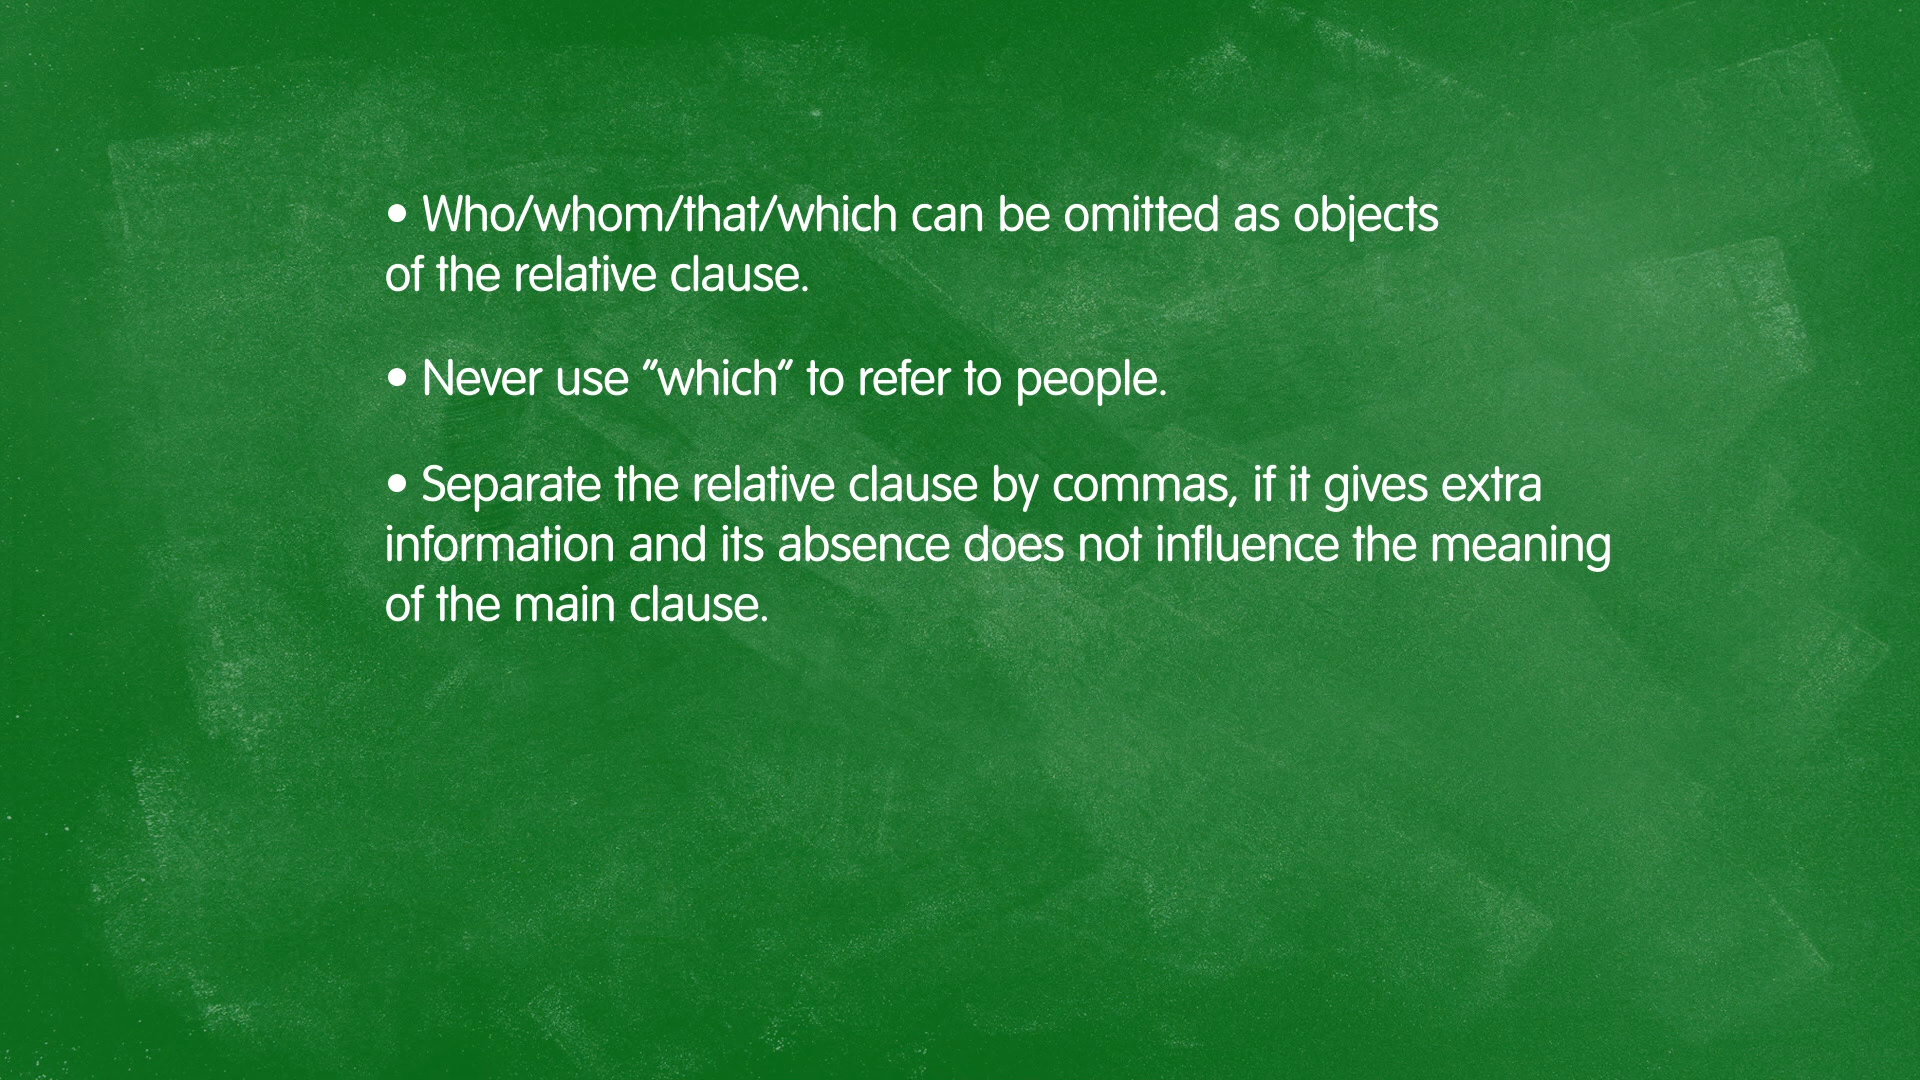 • Who/whom/that/which can be omitted as objects
of the relative clause.
• Never use “which” to refer to people.
• Separate the relative clause by commas, if it gives extra
information and its absence does not influence the meaning
of the main clause.